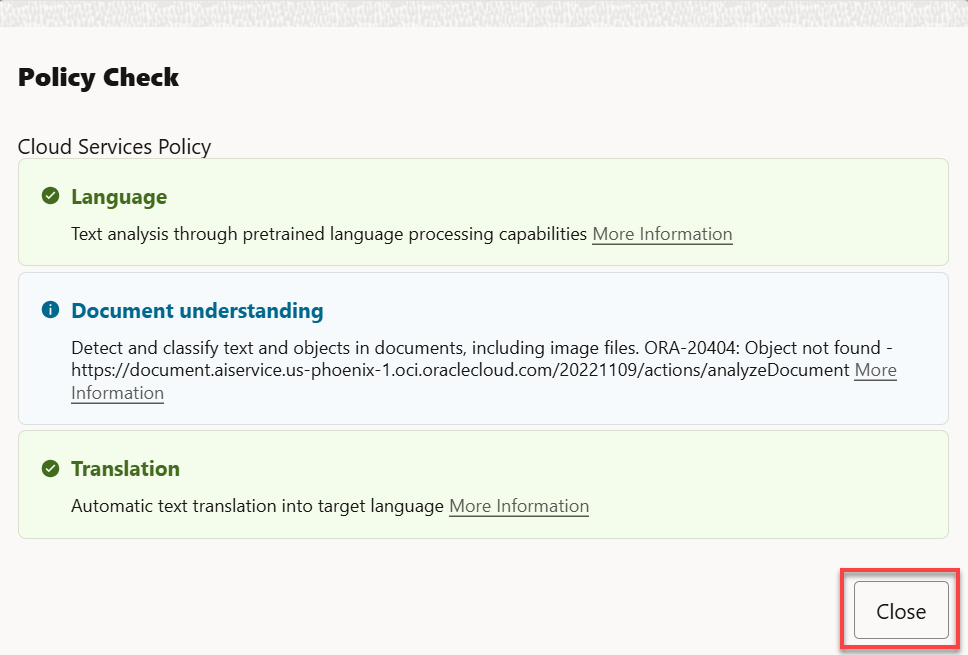 Policy Check
Cloud Services Policy
Language
Text analysis through pretrained language processing capabilities More Information
Document understanding
Detect and classify text and objects in documents, including image files. ORA-20404: Object not found -
https://document.aiservice.us-phoenix-1.oci.oraclecloud.com/20221109/actions/analyzeDocument More
Information
Translation
Automatic text translation into target language More Information
Close